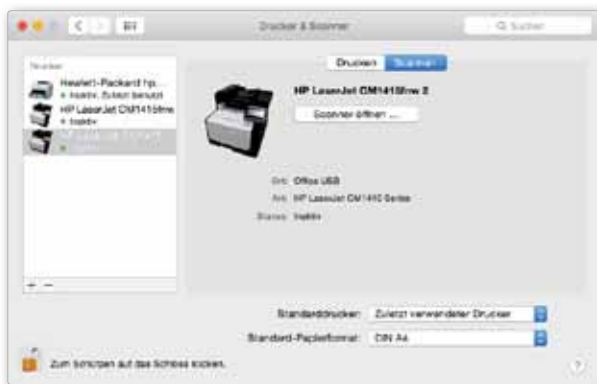 Drucker & Scanner
Suchen
Drucker
Hewlett-Packard hp...
Inaktiv, Zuletzt benutzt
HP LaserJet CM1415fnw
Inaktiv
Drucken Scannen
HP LaserJet CM1415fnw 2
Scanner öffnen ...
Ort: Office USB
Art: HP LaserJet CM1410 Series
Status: Inaktiv
+ −
Standarddrucker: Zuletzt verwendeter Drucker
Standard-Papierformat: DIN A4
Zum Schützen auf das Schloss klicken.
?